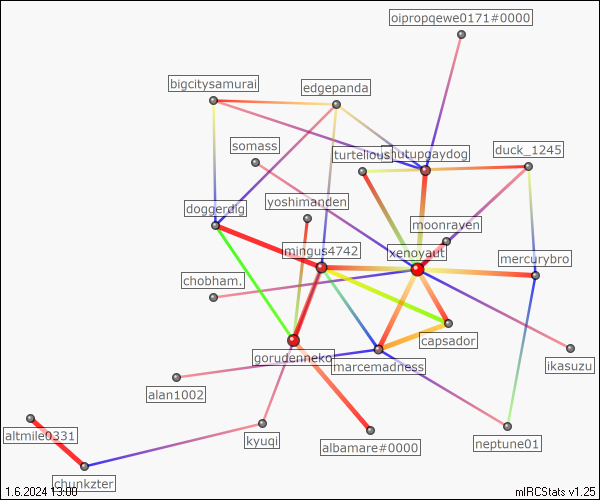 oipropqewe0171#0000
bigcitysamurai
edgepanda
somass
turtelious
shutupgaydog
duck_1245
doggerdig
yoshimonden
moonraven
mingus4742
xenoyaut
mercurybro
chobham.
capsador
gorudenneko
marcemadness
ikasuzu
alan1002
altmile0331
kyuqi
albamare#0000
neptune01
chunkzter
1.6.2024 13:00
mIRCStats v1.25